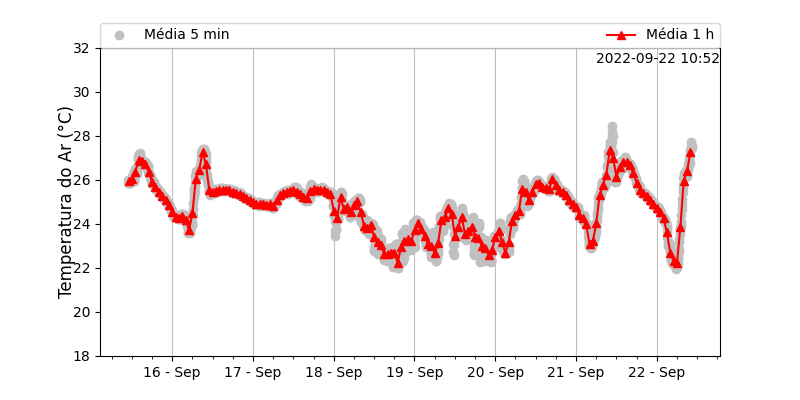 Média 5 min
Média 1 h
2022-09-22 10:52
Temperatura do Ar (°C)
32
30
28
26
24
22
20
18
16 - Sep
17 - Sep
18 - Sep
19 - Sep
20 - Sep
21 - Sep
22 - Sep